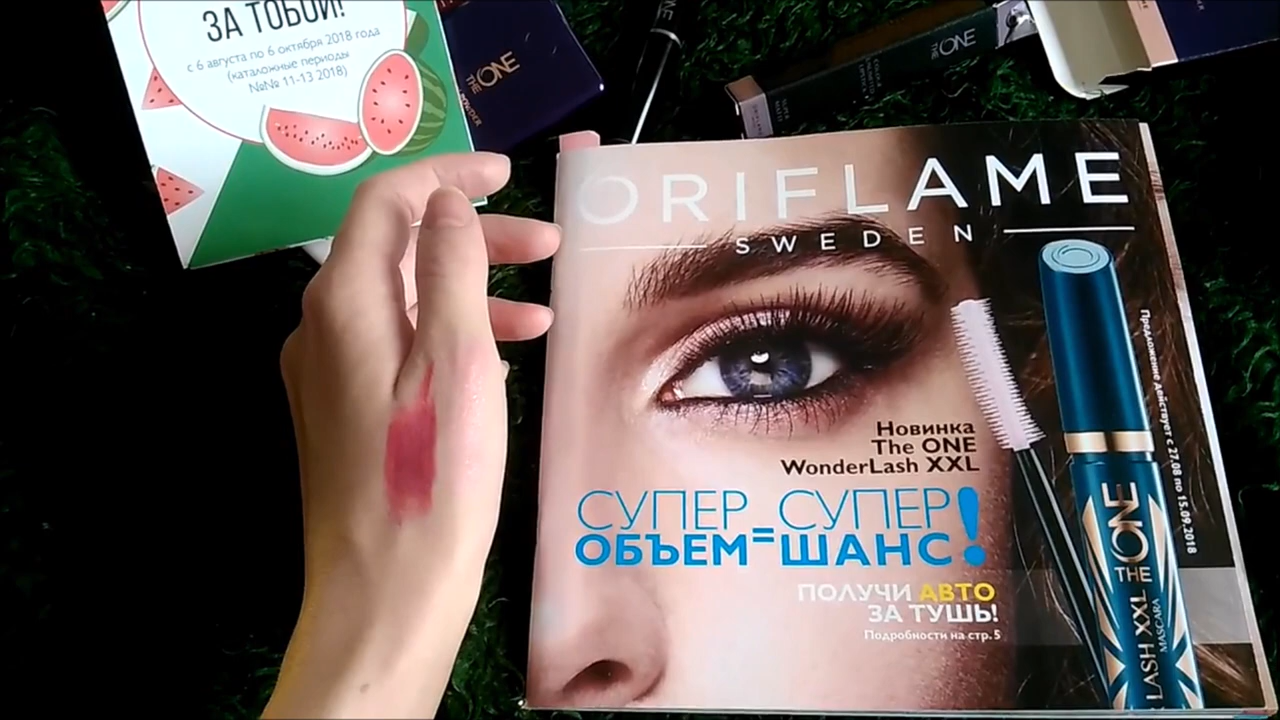 ЗА ТОБОЙ!
с 6 августа по 6 октября 2018 года
(каталожные периоды
№№ 11-13 2018)
THE ONE
THE ONE
ORIFLAME
SWEDEN
Новинка
The ONE
WonderLash XXL
СУПЕР СУПЕР
ОБЪЕМ=ШАНС!
ПОЛУЧИ АВТО
ЗА ТУШЬ!
Подробности на стр. 5
Предложение действует с 27.08 по 15.09.2018
THE ONE
LASH XXL
MASCARA